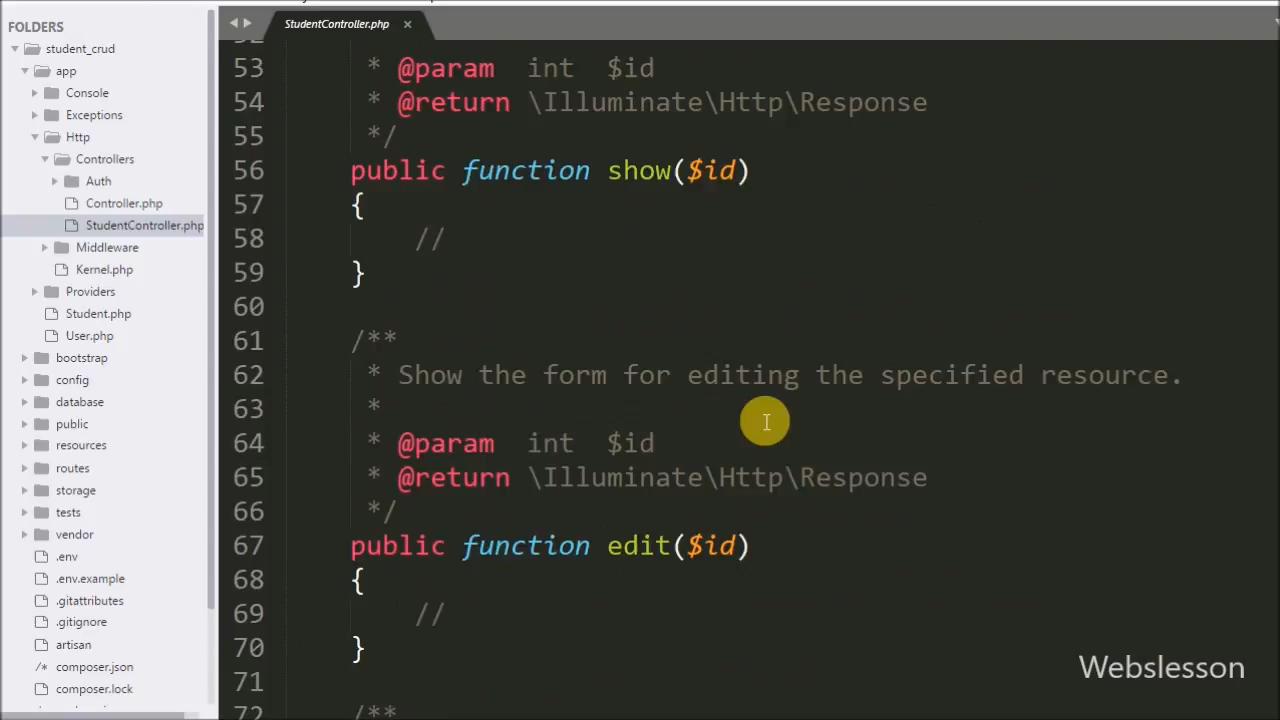 FOLDERS
student_crud
app
Console
Exceptions
Http
Controllers
Auth
Controller.php
StudentController.php
Middleware
Kernel.php
Providers
Student.php
User.php
bootstrap
config
database
public
resources
routes
storage
tests
vendor
.env
.env.example
.gitattributes
.gitignore
artisan
/* composer.json
composer.lock
StudentController.php ×
53 * @param int $id
54 * @return \Illuminate\Http\Response
55 */
56 public function show($id)
57 {
58 //
59 }
60
61 /**
62 * Show the form for editing the specified resource.
63 *
64 * @param int $id
65 * @return \Illuminate\Http\Response
66 */
67 public function edit($id)
68 {
69 //
70 }
71
72 /**
Webslesson